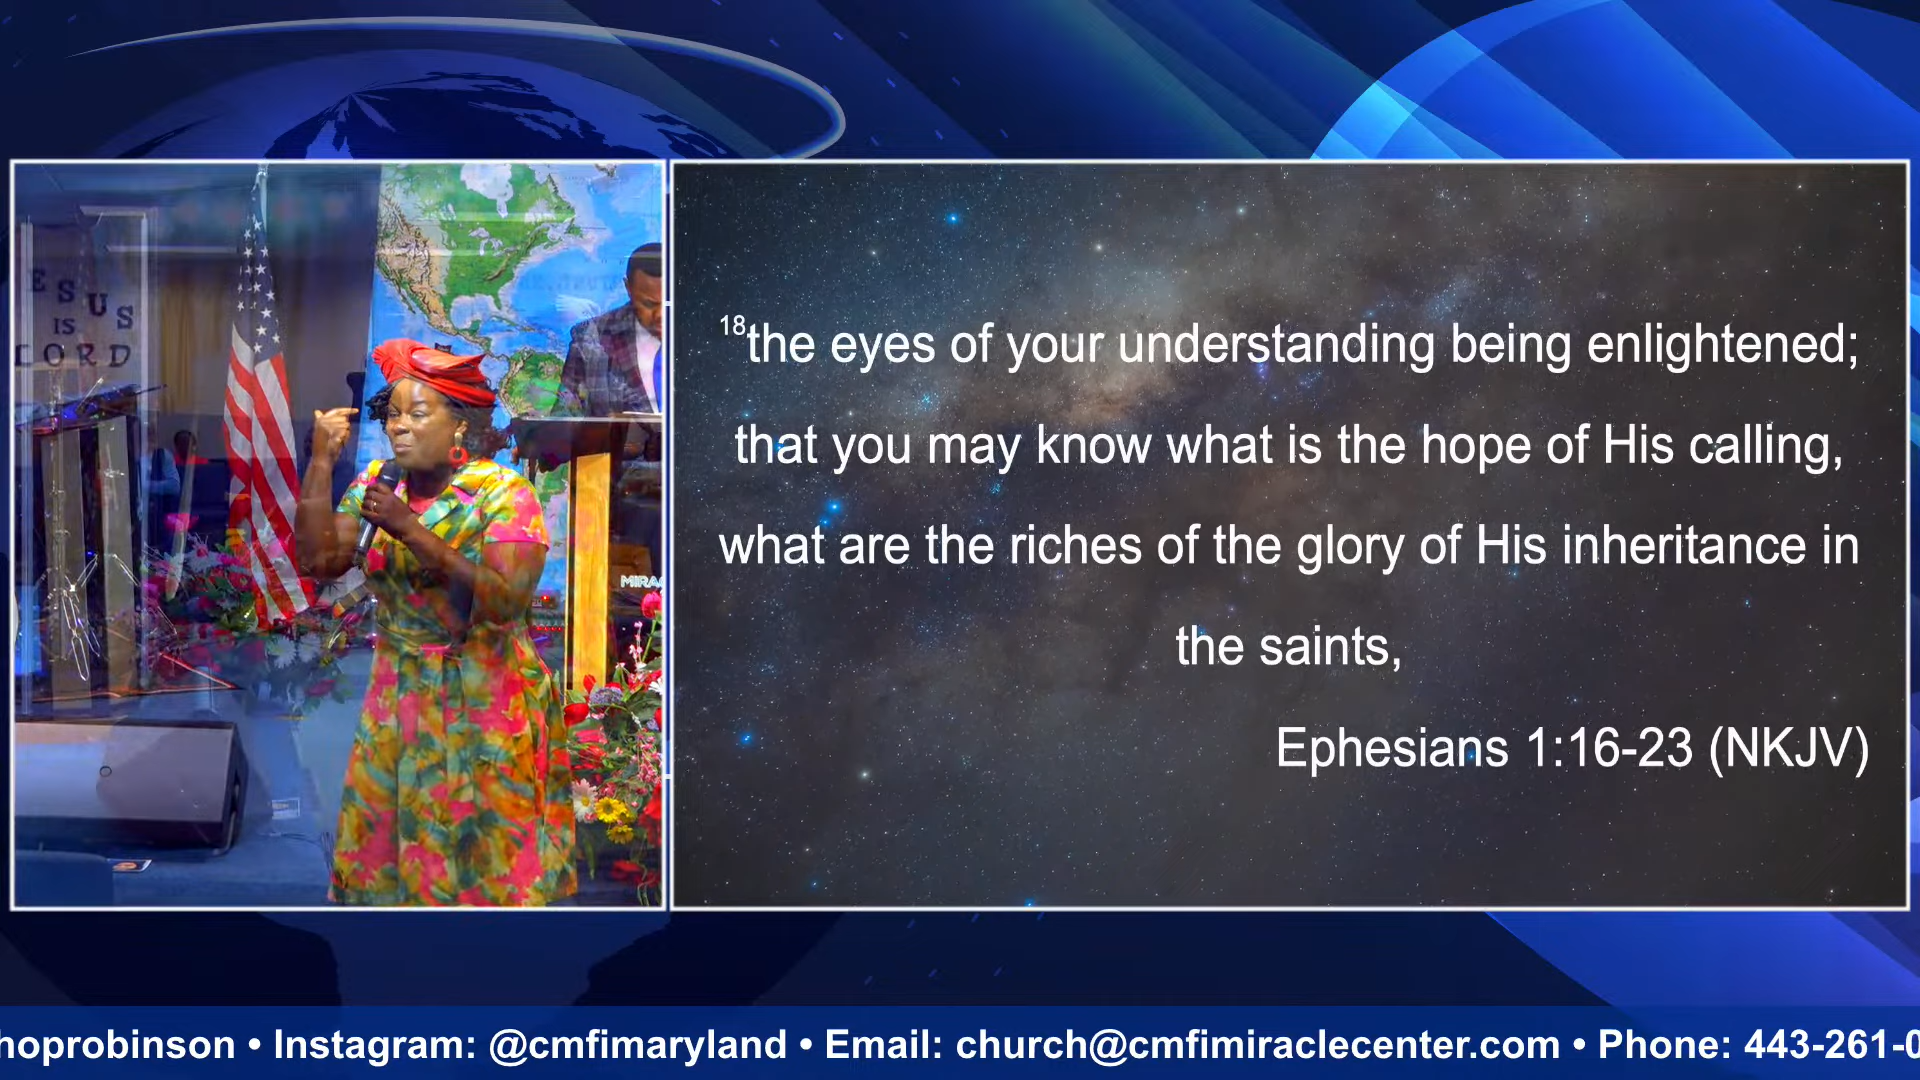 ESUS
IS
LORD
MIRAC
18the eyes of your understanding being enlightened;
that you may know what is the hope of His calling,
what are the riches of the glory of His inheritance in
the saints,
Ephesians 1:16-23 (NKJV)
hoprobinson • Instagram: @cmfimaryland • Email: church@cmfimiraclecenter.com • Phone: 443-261-0